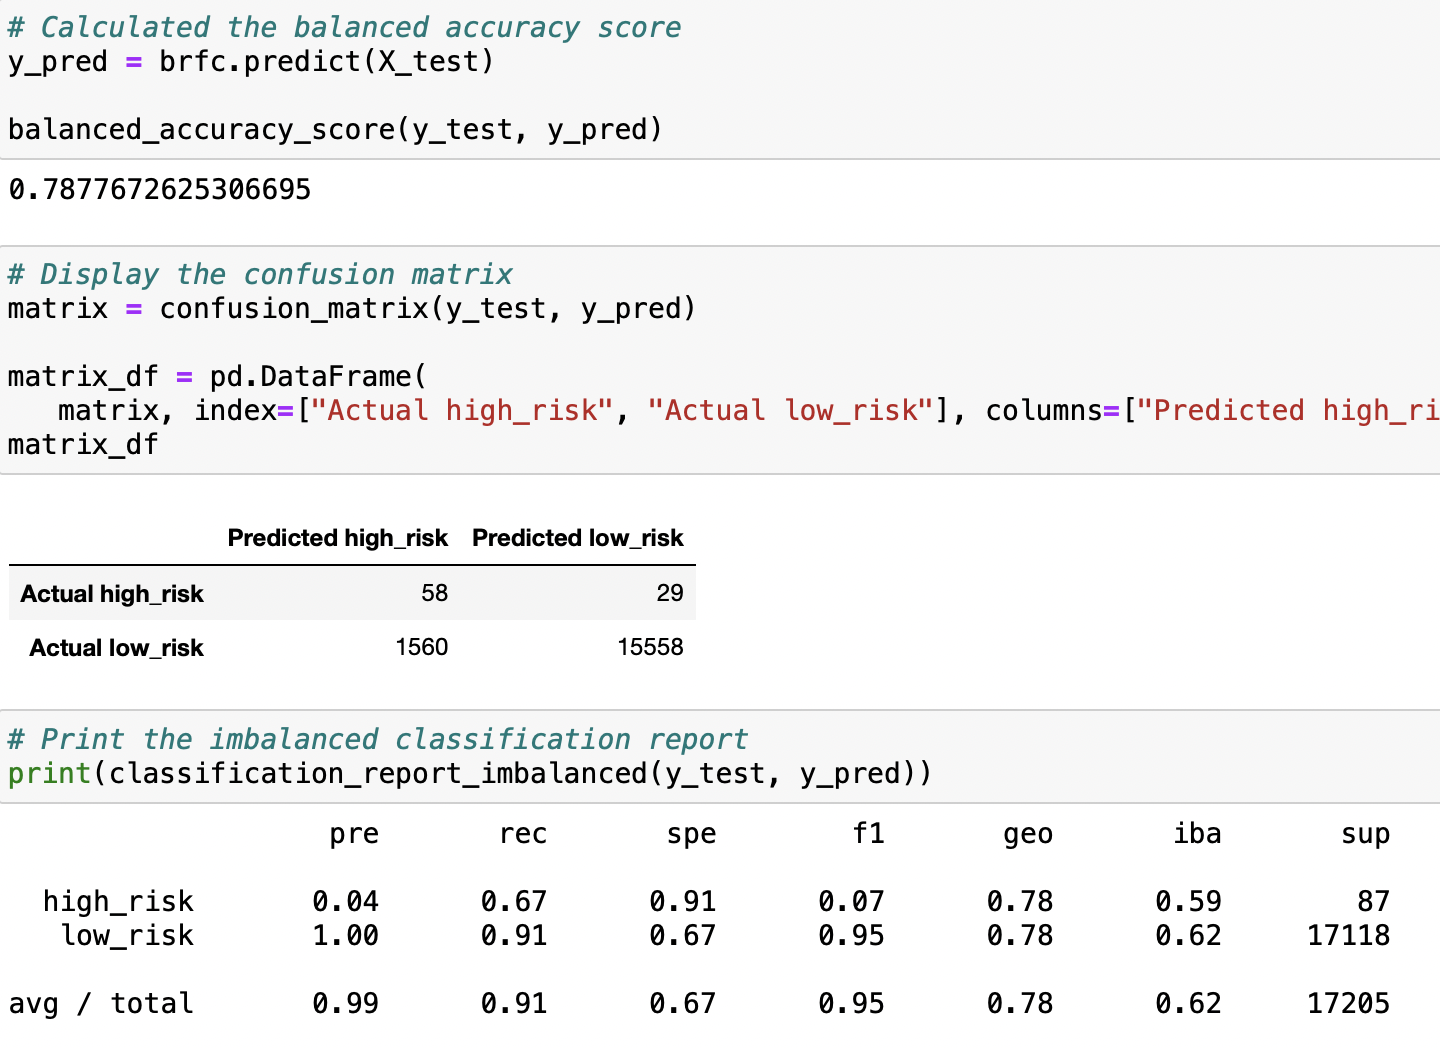 # Calculated the balanced accuracy score
y_pred = brfc.predict(X_test)
balanced_accuracy_score(y_test, y_pred)
0.7877672625306695
# Display the confusion matrix
matrix = confusion_matrix(y_test, y_pred)
matrix_df = pd.DataFrame(
   matrix, index=["Actual high_risk", "Actual low_risk"], columns=["Predicted high_ri
matrix_df
Predicted high_risk Predicted low_risk
Actual high_risk 58 29
Actual low_risk 1560 15558
# Print the imbalanced classification report
print(classification_report_imbalanced(y_test, y_pred))
pre rec spe f1 geo iba sup
high_risk 0.04 0.67 0.91 0.07 0.78 0.59 87
low_risk 1.00 0.91 0.67 0.95 0.78 0.62 17118
avg / total 0.99 0.91 0.67 0.95 0.78 0.62 17205